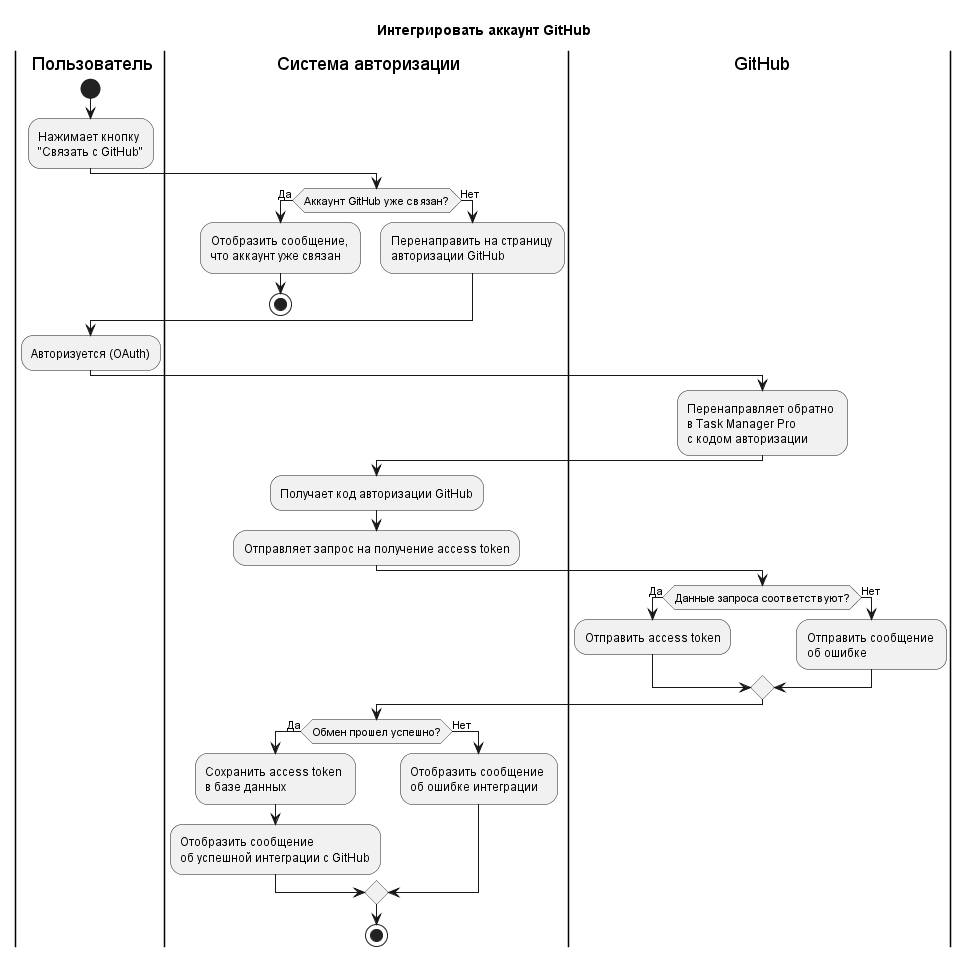 Интегрировать аккаунт GitHub
Пользователь
Система авторизации
GitHub
Нажимает кнопку
"Связать с GitHub"
Да
Аккаунт GitHub уже связан?
Нет
Отобразить сообщение,
что аккаунт уже связан
Перенаправить на страницу
авторизации GitHub
Авторизуется (OAuth)
Перенаправляет обратно
в Task Manager Pro
с кодом авторизации
Получает код авторизации GitHub
Отправляет запрос на получение access token
Да
Данные запроса соответствуют?
Нет
Отправить access token
Отправить сообщение
об ошибке
Да
Обмен прошел успешно?
Нет
Сохранить access token
в базе данных
Отобразить сообщение
об ошибке интеграции
Отобразить сообщение
об успешной интеграции с GitHub